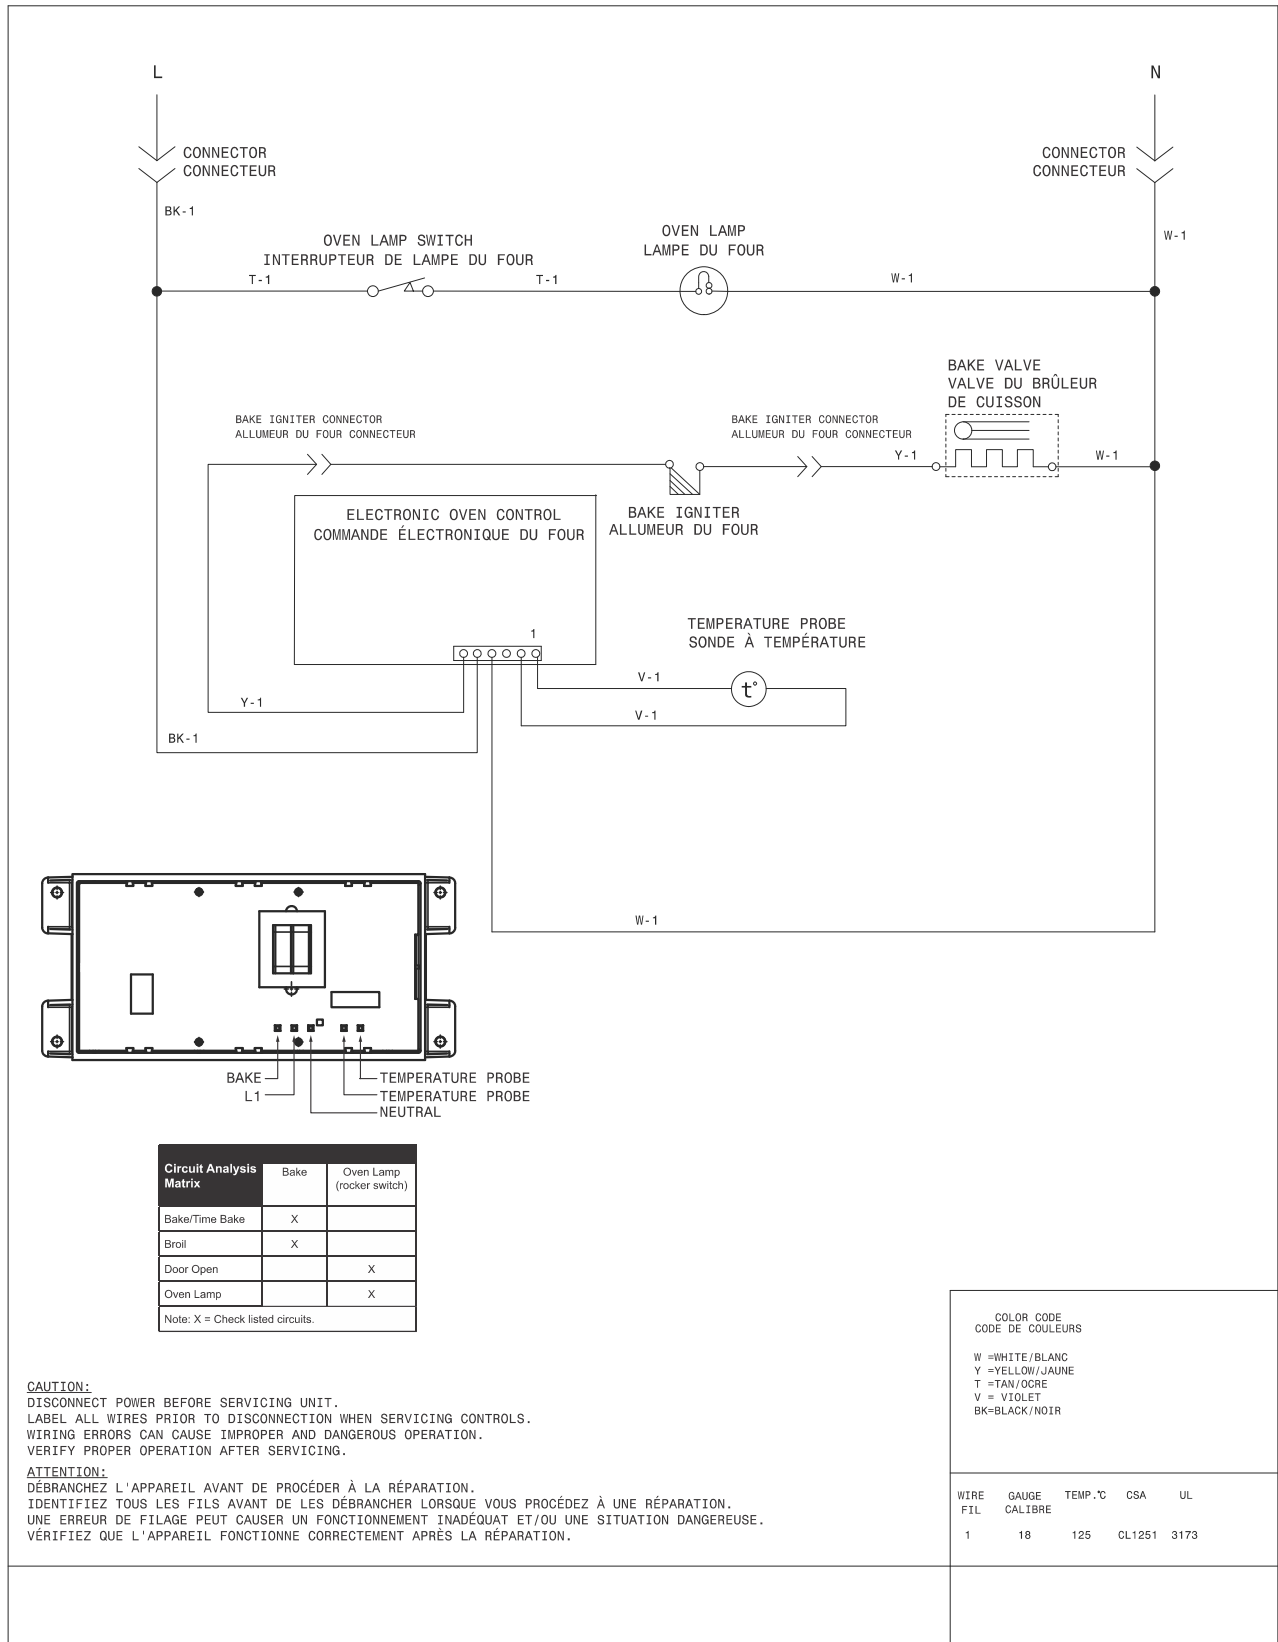 L
N
CONNECTOR
CONNECTEUR
CONNECTOR
CONNECTEUR
BK-1
W-1
OVEN LAMP SWITCH
INTERRUPTEUR DE LAMPE DU FOUR
OVEN LAMP
LAMPE DU FOUR
T-1
T-1
W-1
BAKE VALVE
VALVE DU BRÛLEUR
DE CUISSON
BAKE IGNITER CONNECTOR
ALLUMEUR DU FOUR CONNECTEUR
BAKE IGNITER CONNECTOR
ALLUMEUR DU FOUR CONNECTEUR
Y-1
W-1
BAKE IGNITER
ALLUMEUR DU FOUR
ELECTRONIC OVEN CONTROL
COMMANDE ÉLECTRONIQUE DU FOUR
1
TEMPERATURE PROBE
SONDE À TEMPÉRATURE
V-1
t°
V-1
Y-1
BK-1
W-1
BAKE
L1
TEMPERATURE PROBE
TEMPERATURE PROBE
NEUTRAL
Circuit Analysis
Matrix
Bake
Oven Lamp
(rocker switch)
Bake/Time Bake X
Broil X
Door Open X
Oven Lamp X
Note: X = Check listed circuits.
CAUTION:
DISCONNECT POWER BEFORE SERVICING UNIT.
LABEL ALL WIRES PRIOR TO DISCONNECTION WHEN SERVICING CONTROLS.
WIRING ERRORS CAN CAUSE IMPROPER AND DANGEROUS OPERATION.
VERIFY PROPER OPERATION AFTER SERVICING.
ATTENTION:
DÉBRANCHEZ L'APPAREIL AVANT DE PROCÉDER À LA RÉPARATION.
IDENTIFIEZ TOUS LES FILS AVANT DE LES DÉBRANCHER LORSQUE VOUS PROCÉDEZ À UNE RÉPARATION.
UNE ERREUR DE FILAGE PEUT CAUSER UN FONCTIONNEMENT INADÉQUAT ET/OU UNE SITUATION DANGEREUSE.
VÉRIFIEZ QUE L'APPAREIL FONCTIONNE CORRECTEMENT APRÈS LA RÉPARATION.
COLOR CODE
CODE DE COULEURS
W =WHITE/BLANC
Y =YELLOW/JAUNE
T =TAN/OCRE
V = VIOLET
BK=BLACK/NOIR
WIRE GAUGE TEMP.℃ CSA UL
FIL CALIBRE
1 18 125 CL1251 3173